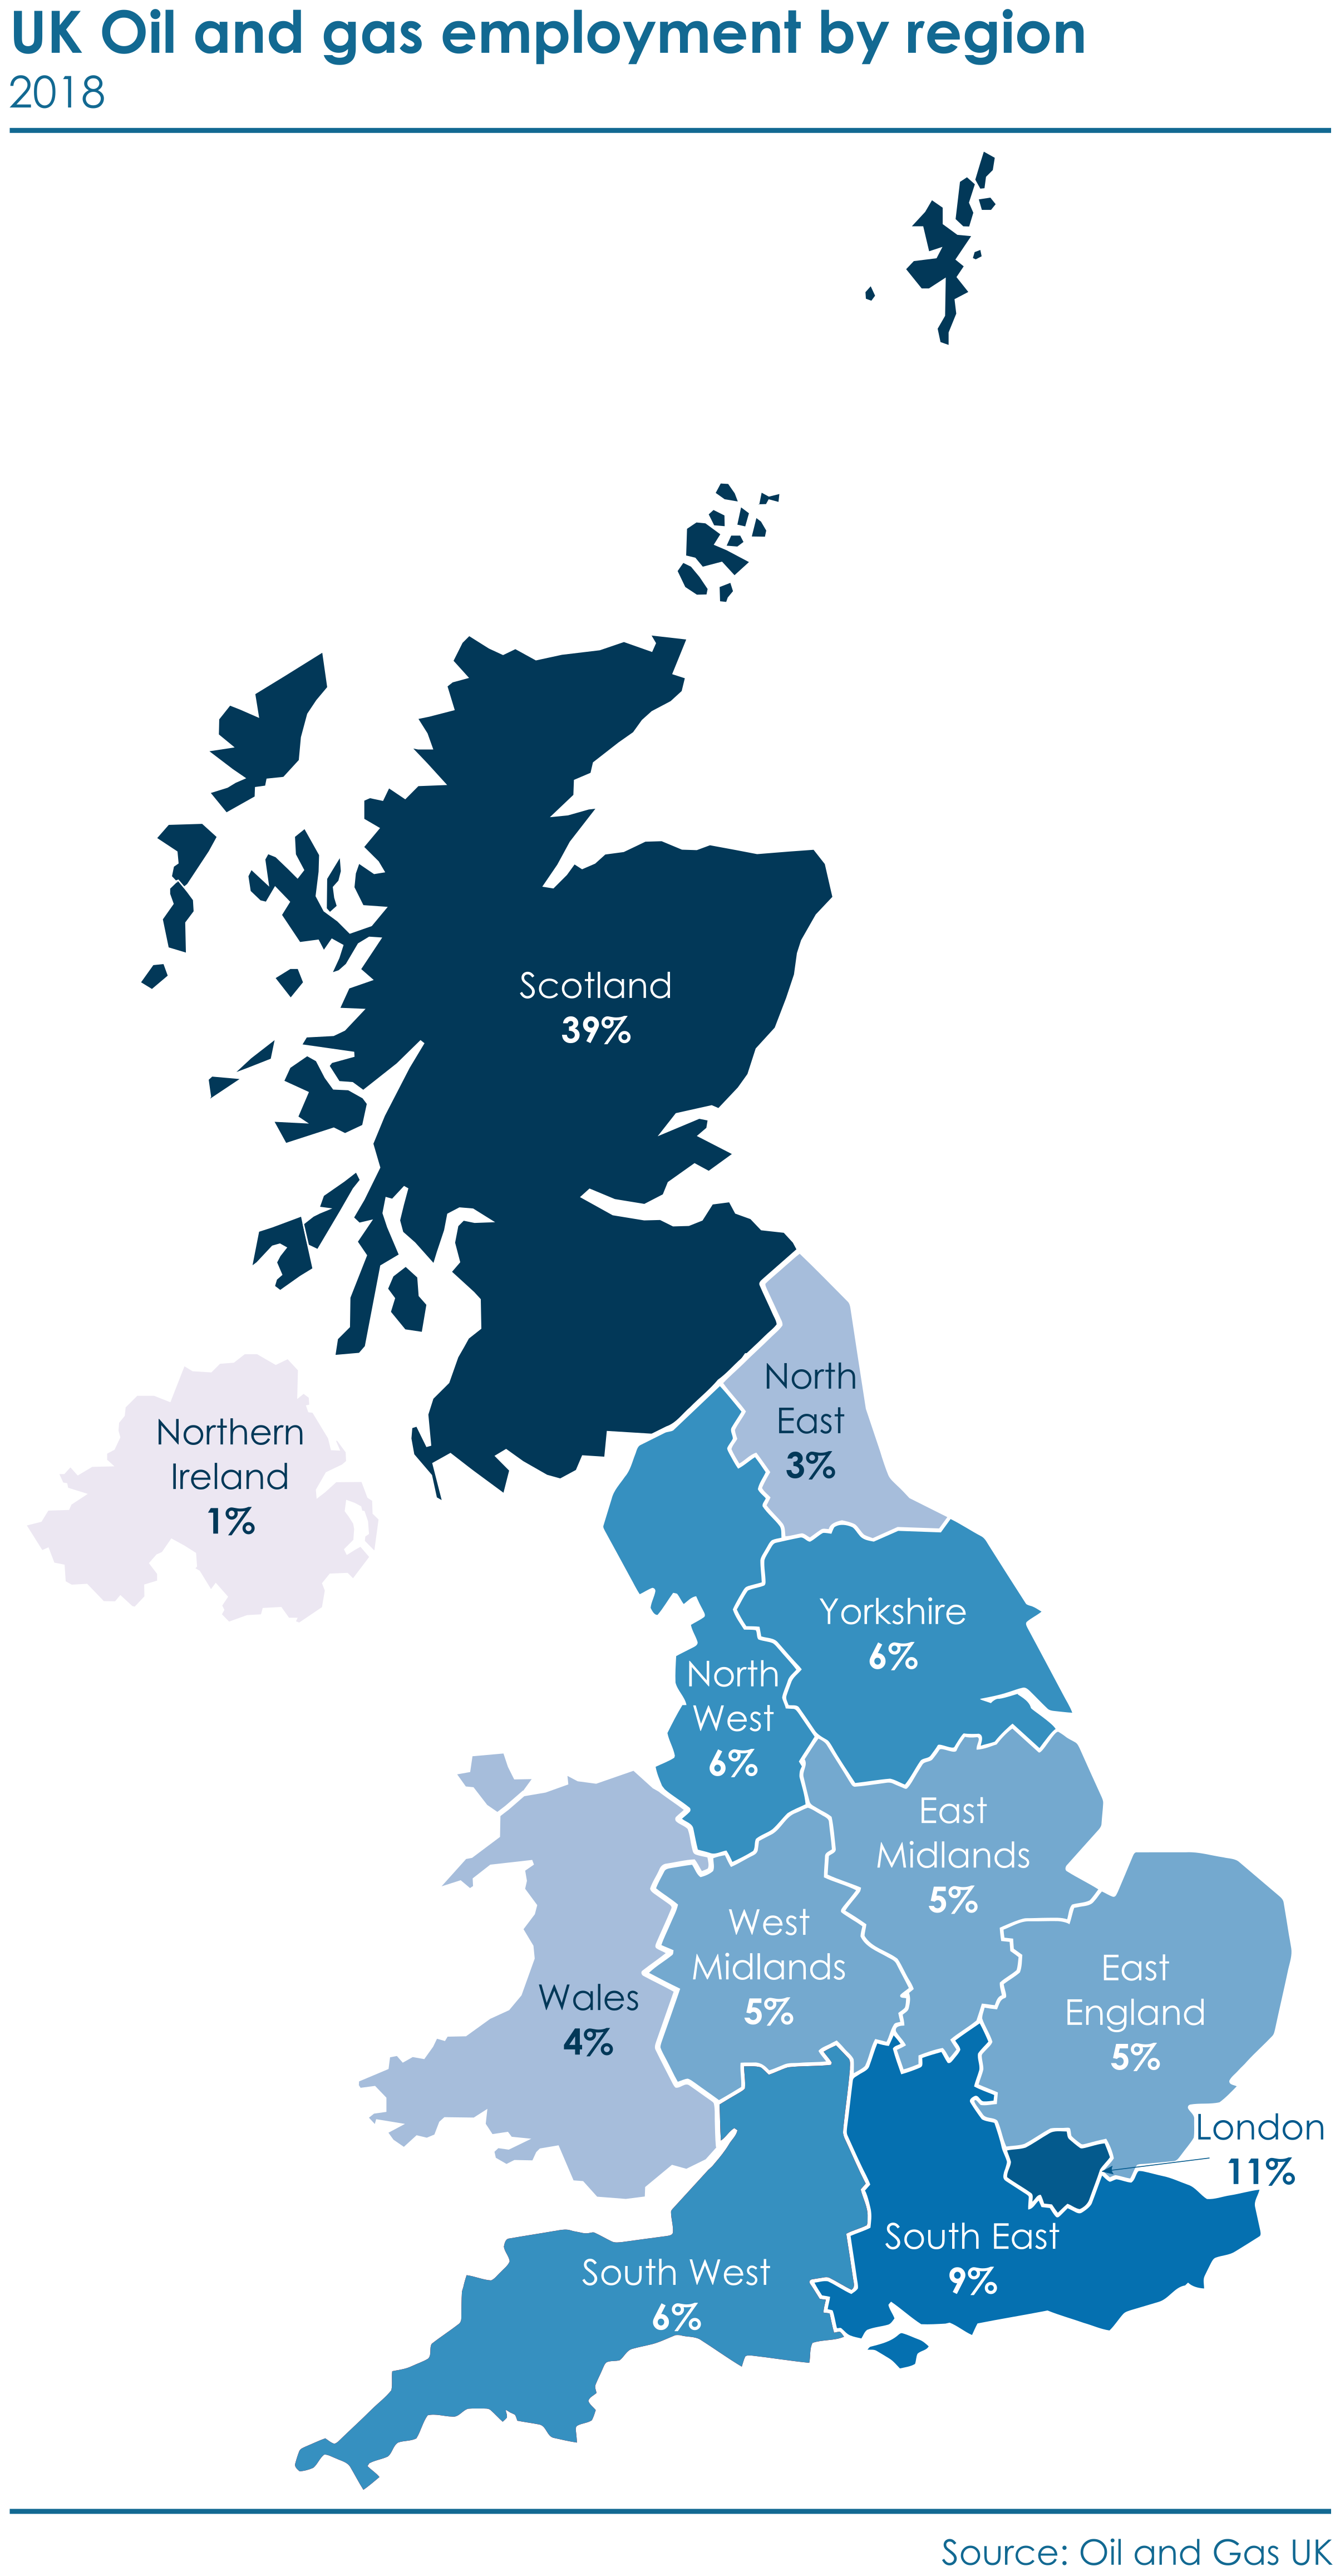 UK Oil and gas employment by region
2018
Scotland
39%
North
East
3%
Northern
Ireland
1%
Yorkshire
6%
North
West
6%
East
Midlands
5%
West
Midlands
5%
East
England
5%
Wales
4%
London
11%
South East
9%
South West
6%
Source: Oil and Gas UK